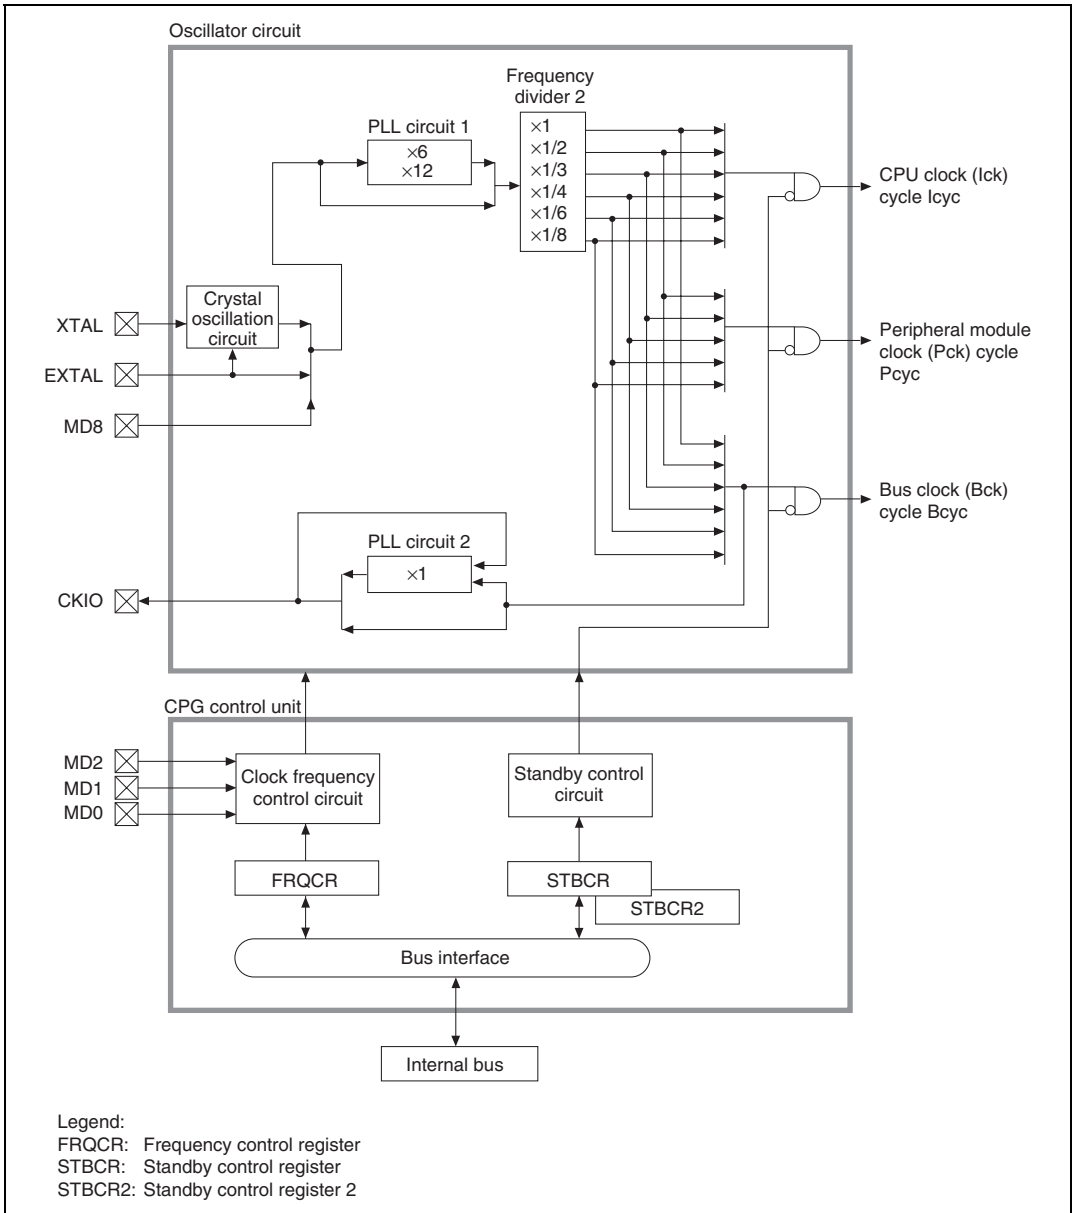 Oscillator circuit
Frequency
divider 2
PLL circuit 1
×6
×12
×1
×1/2
×1/3
×1/4
×1/6
×1/8
CPU clock (Ick)
cycle Icyc
XTAL
Crystal
oscillation
circuit
EXTAL
MD8
Peripheral module
clock (Pck) cycle
Pcyc
Bus clock (Bck)
cycle Bcyc
PLL circuit 2
×1
CKIO
CPG control unit
MD2
MD1
MD0
Clock frequency
control circuit
Standby control
circuit
FRQCR
STBCR
STBCR2
Bus interface
Internal bus
Legend:
FRQCR: Frequency control register
STBCR: Standby control register
STBCR2: Standby control register 2